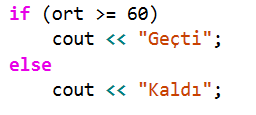 if (ort >= 60)
    cout << "Geçti";
else
    cout << "Kaldı";